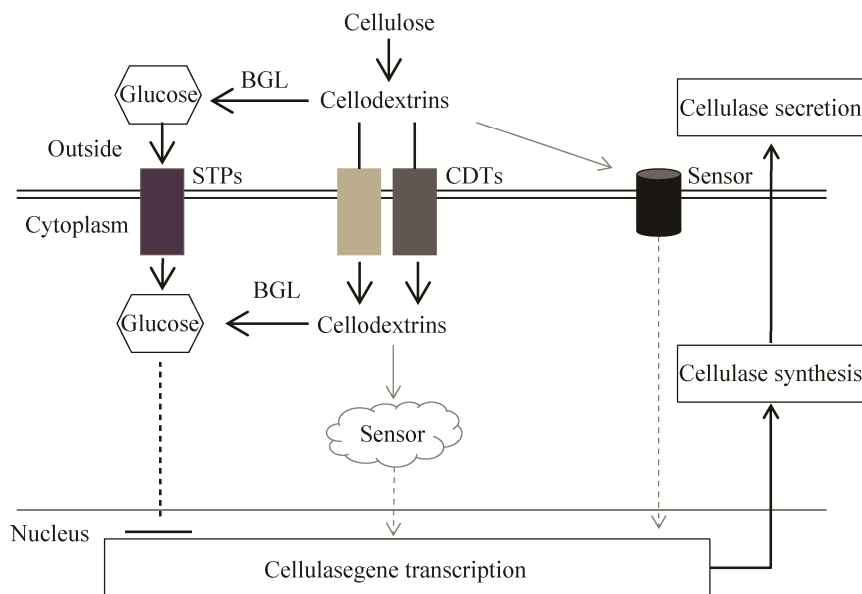 Cellulose
BGL
Glucose
Cellodextrins
Cellulase secretion
Outside
STPs
CDTs
Sensor
Cytoplasm
BGL
Glucose
Cellodextrins
Cellulase synthesis
Sensor
Nucleus
Cellulasegene transcription